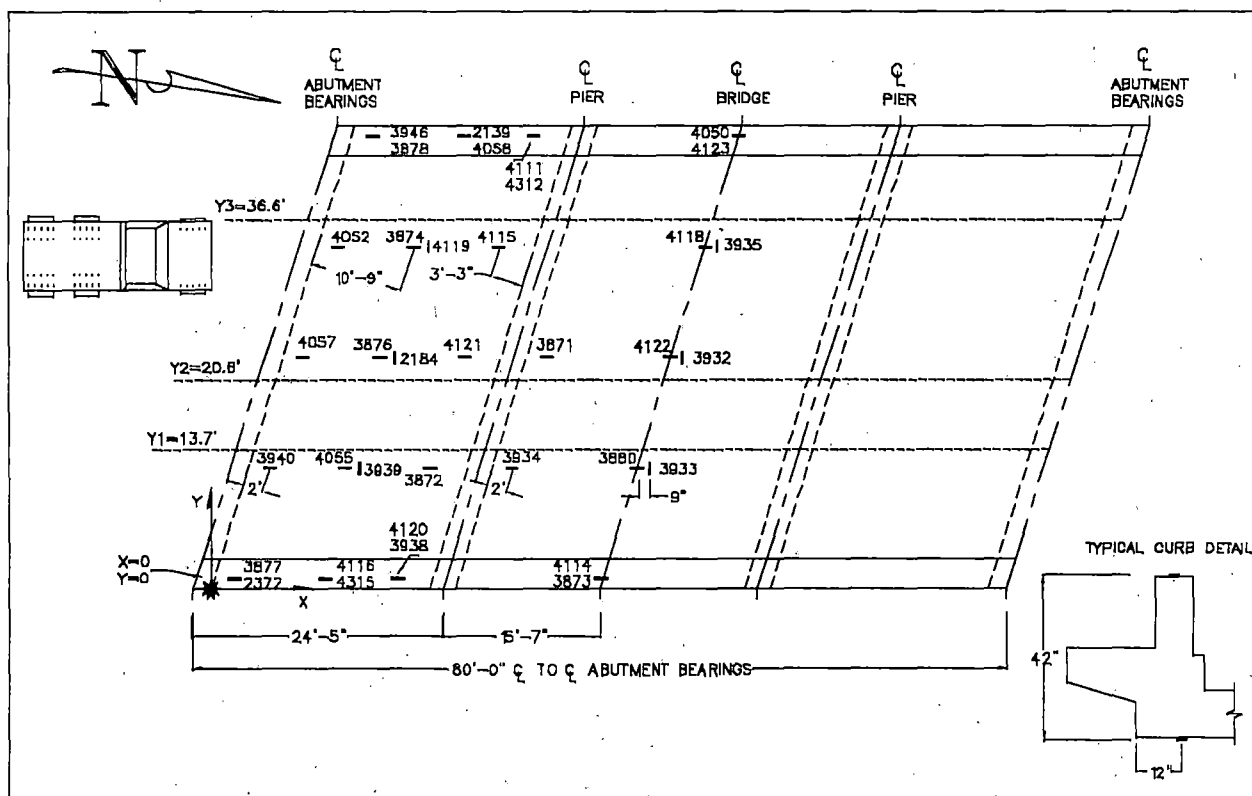 N
℄
ABUTMENT
BEARINGS
℄
PIER
℄
BRIDGE
℄
PIER
℄
ABUTMENT
BEARINGS
3946
3878
2139
4058
4111
4312
4050
4123
Y3=36.6'
4052
3874
4119
4115
4118
3935
10'-9"
3'-3"
4057
3876
2184
4121
3871
4122
3932
Y2=20.6'
Y1=13.7'
3940
4055
3939
3872
3934
3880
3933
2'
2'
9"
Y
X=0
Y=0
X
3877
2372
4116
4315
4120
3938
4114
3873
TYPICAL CURB DETAIL
42"
12"
24'-5"
15'-7"
80'-0" ℄ TO ℄ ABUTMENT BEARINGS